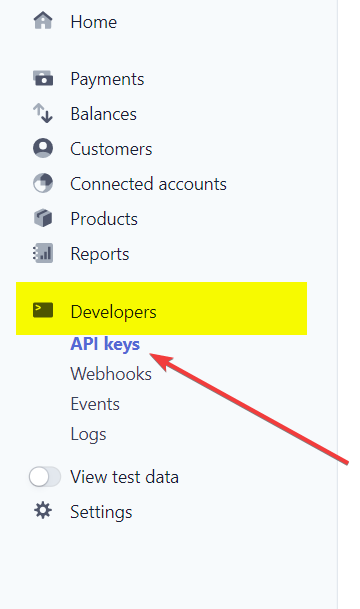 Home
Payments
Balances
Customers
Connected accounts
Products
Reports
Developers
API keys
Webhooks
Events
Logs
View test data
Settings